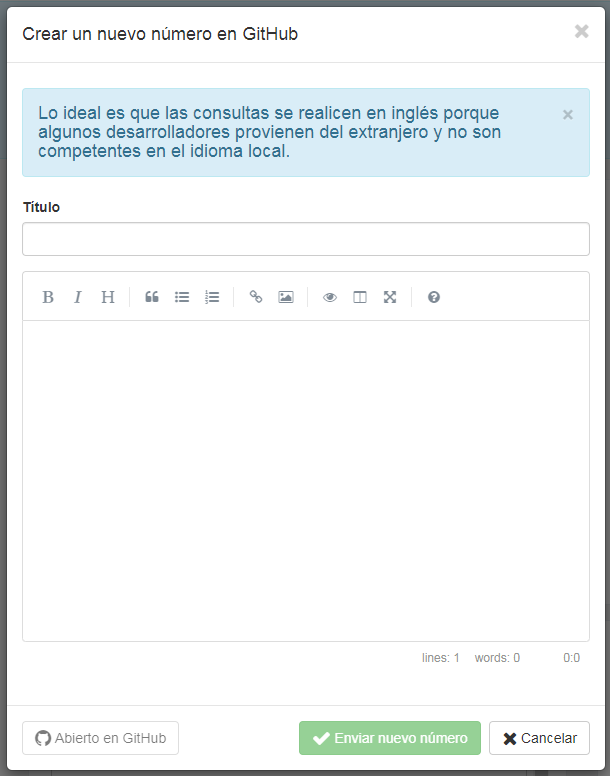 Crear un nuevo número en GitHub
Lo ideal es que las consultas se realicen en inglés porque
algunos desarrolladores provienen del extranjero y no son
competentes en el idioma local.
Título
B I H
lines: 1 words: 0 0:0
Abierto en GitHub
Enviar nuevo número
Cancelar